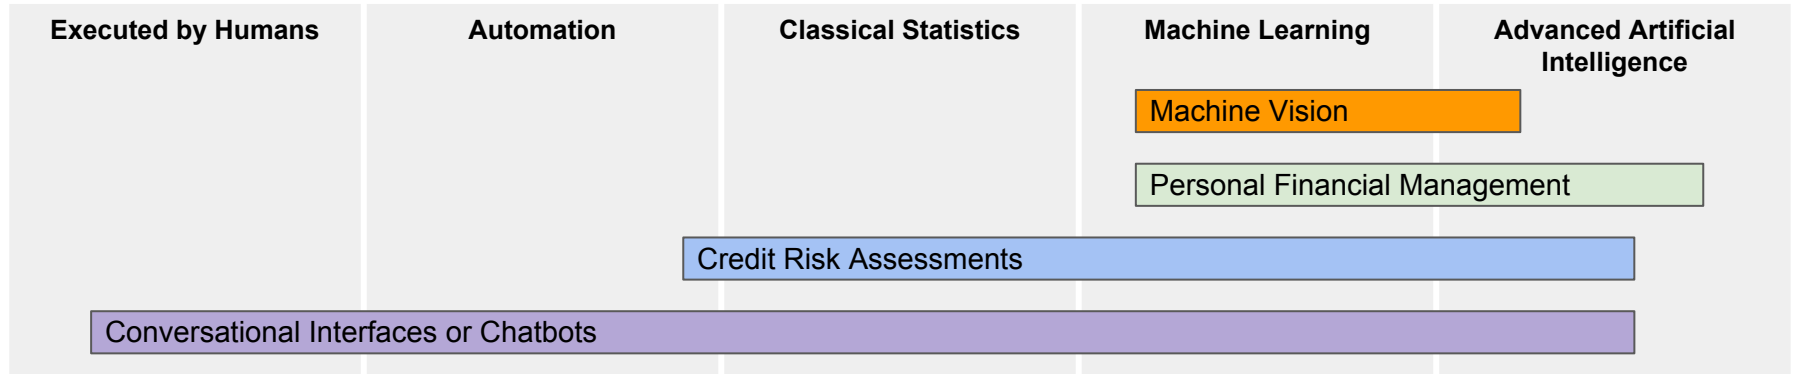 Executed by Humans
Automation
Classical Statistics
Machine Learning
Advanced Artificial
Intelligence
Machine Vision
Personal Financial Management
Credit Risk Assessments
Conversational Interfaces or Chatbots